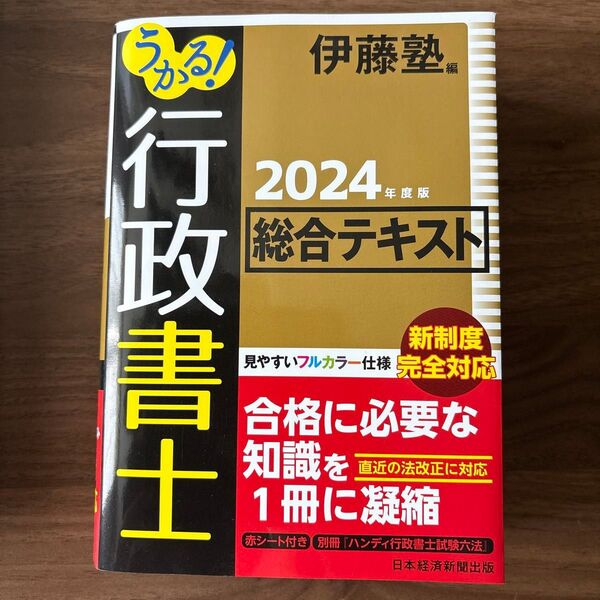 うかる!
行政書士
伊藤塾編
2024年度版
総合テキスト
新制度
完全対応
見やすいフルカラー仕様
合格に必要な
知識を
直近の法改正に対応
1冊に凝縮
赤シート付き
別冊『ハンディ行政書士試験六法』
日本経済新聞出版